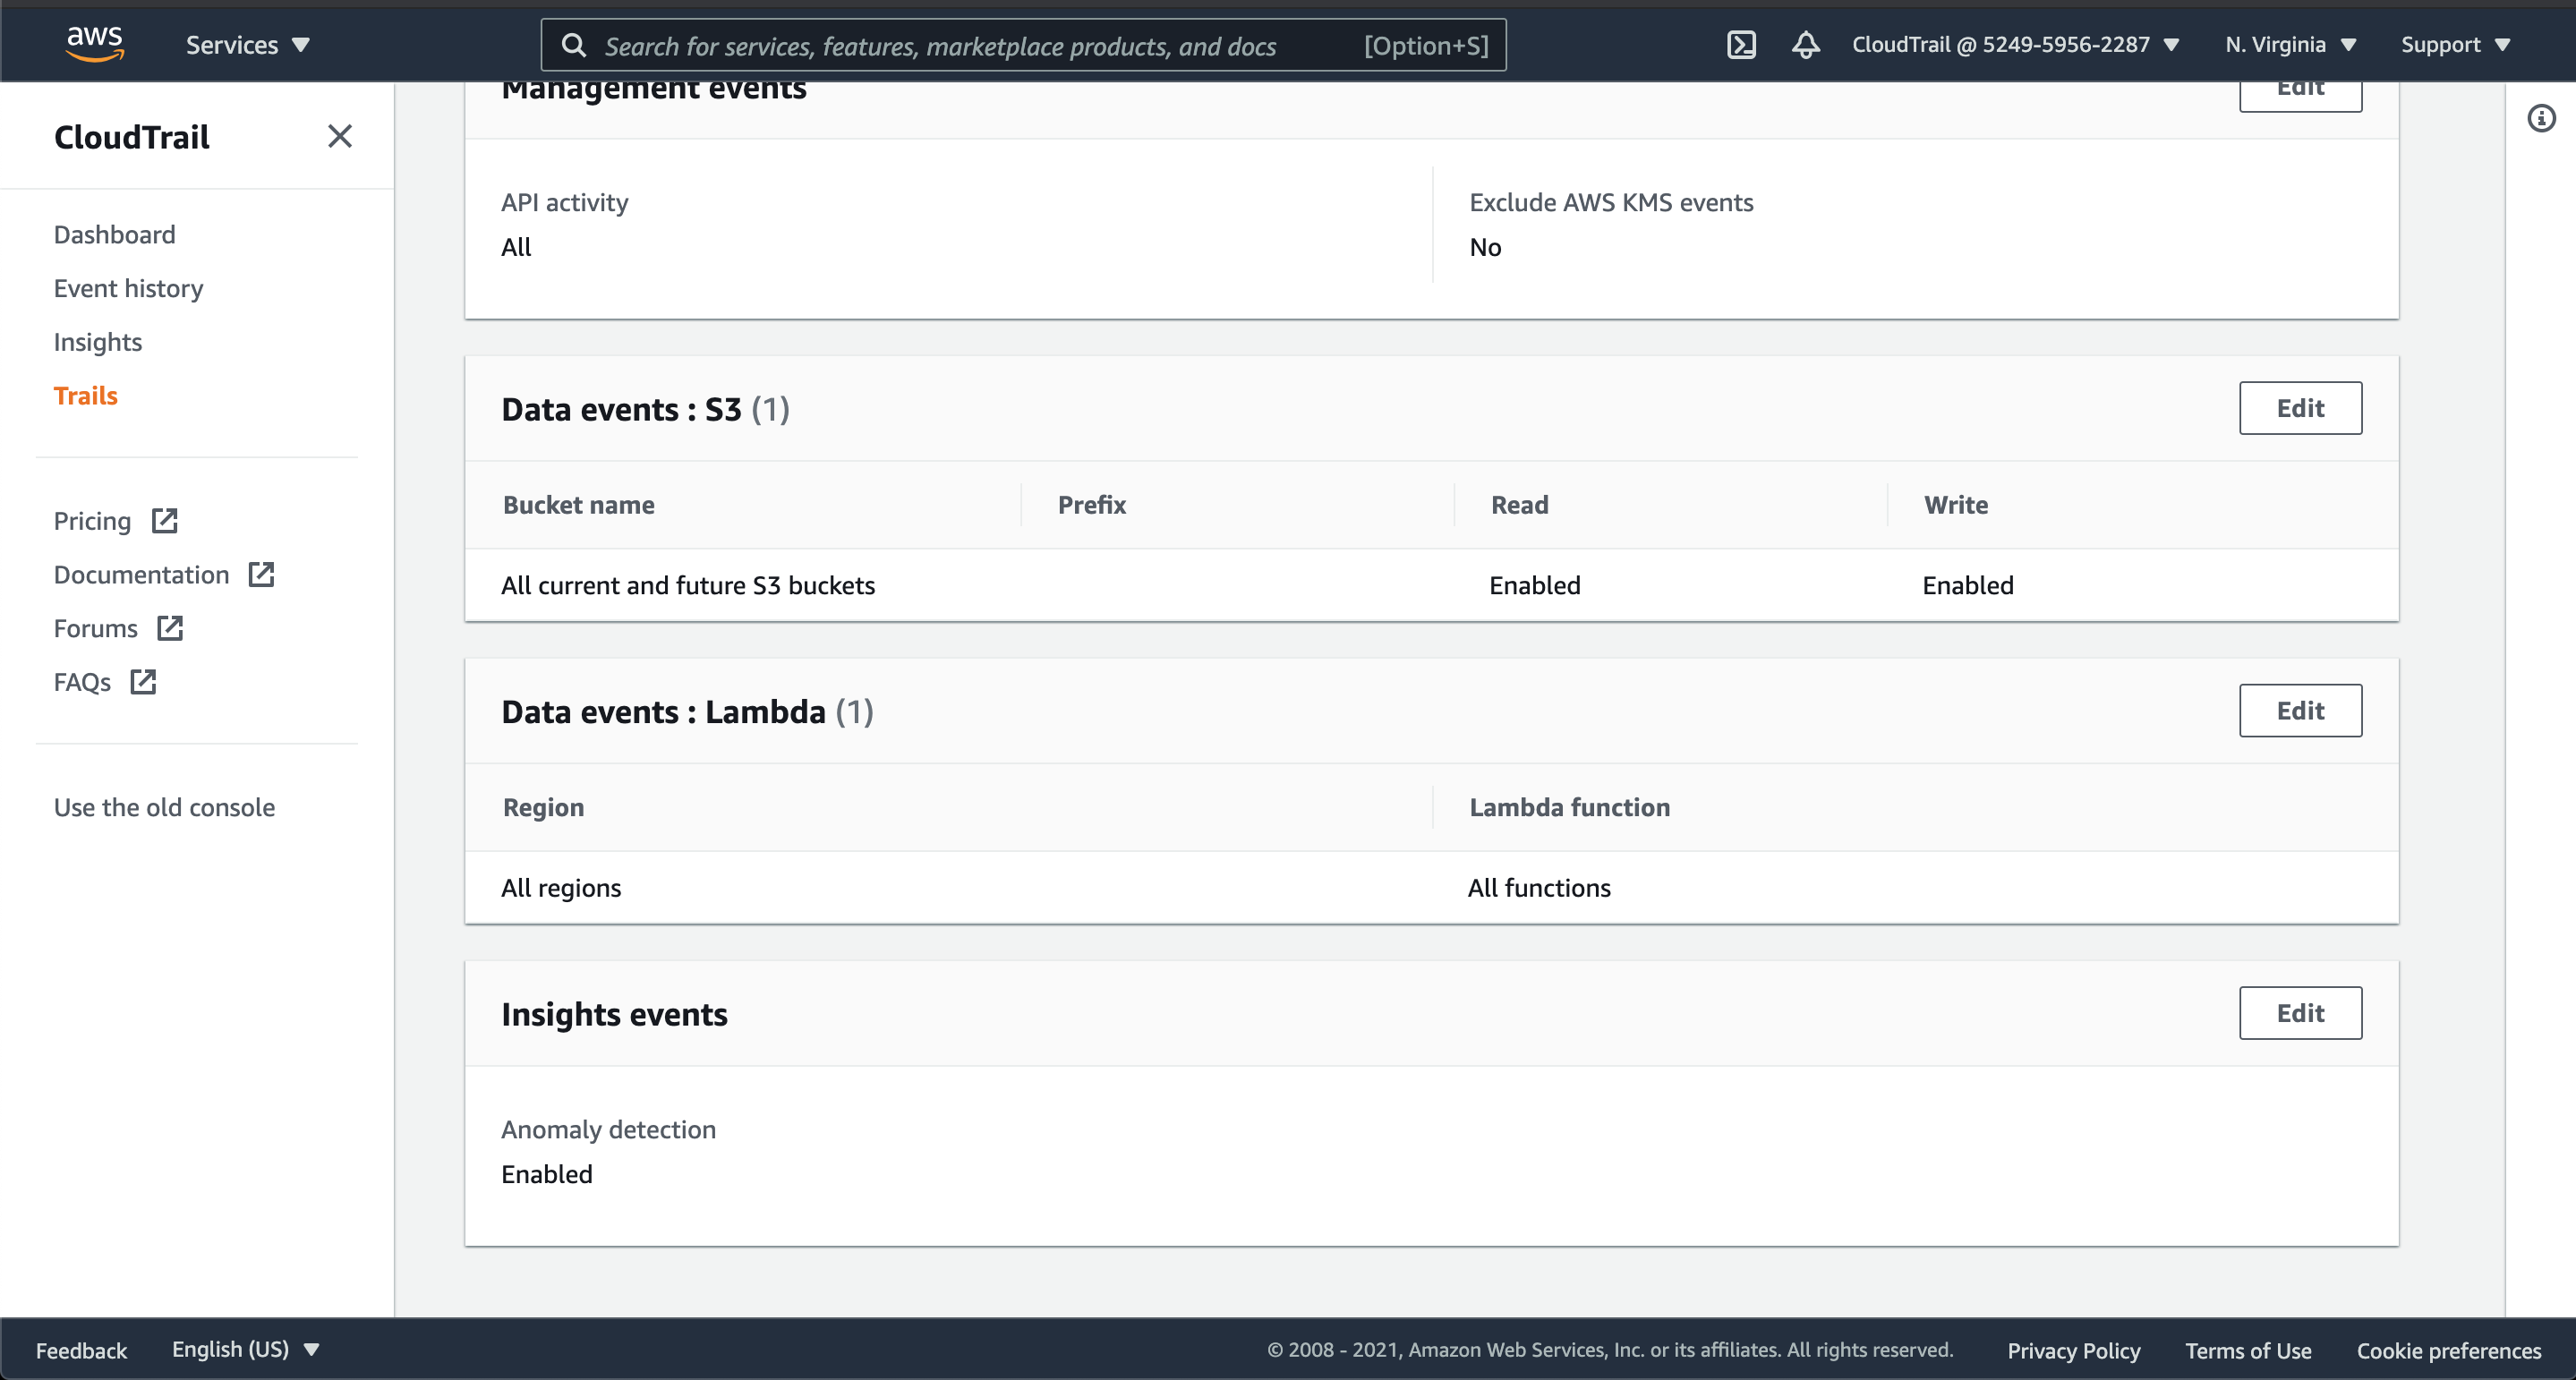 aws
Services
Search for services, features, marketplace products, and docs
[Option+S]
CloudTrail @ 5249-5956-2287
N. Virginia
Support
CloudTrail
Dashboard
Event history
Insights
Trails
Pricing
Documentation
Forums
FAQs
Use the old console
Management events
Edit
API activity
All
Exclude AWS KMS events
No
Data events : S3 (1)
Edit
Bucket name
Prefix
Read
Write
All current and future S3 buckets
Enabled
Enabled
Data events : Lambda (1)
Edit
Region
Lambda function
All regions
All functions
Insights events
Edit
Anomaly detection
Enabled
Feedback
English (US)
© 2008 - 2021, Amazon Web Services, Inc. or its affiliates. All rights reserved.
Privacy Policy
Terms of Use
Cookie preferences